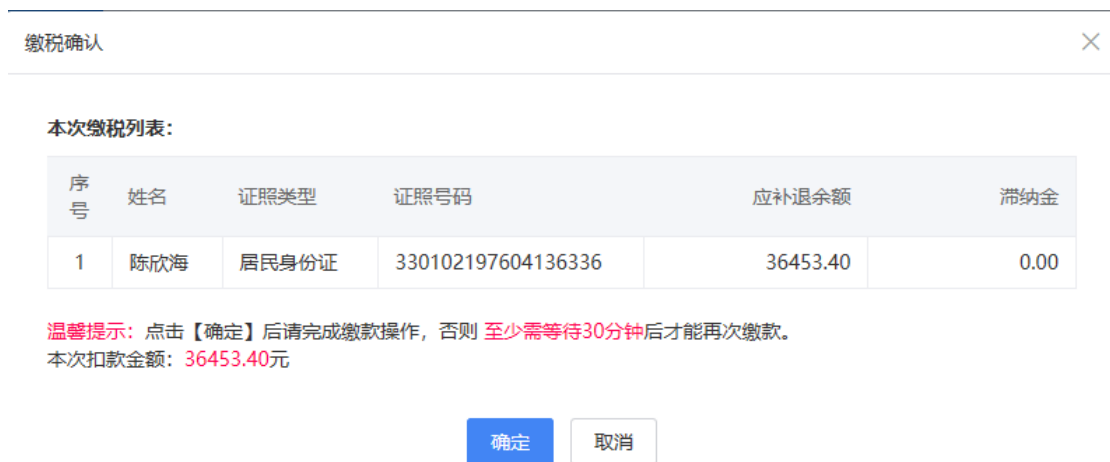 缴税确认
本次缴税列表：
序号 姓名 证照类型 证照号码 应补退余额 滞纳金
1 陈欣海 居民身份证 330102197604136336 36453.40 0.00
温馨提示：点击【确定】后请完成缴款操作，否则 至少需等待30分钟后才能再次缴款。
本次扣款金额：36453.40元
确定 取消